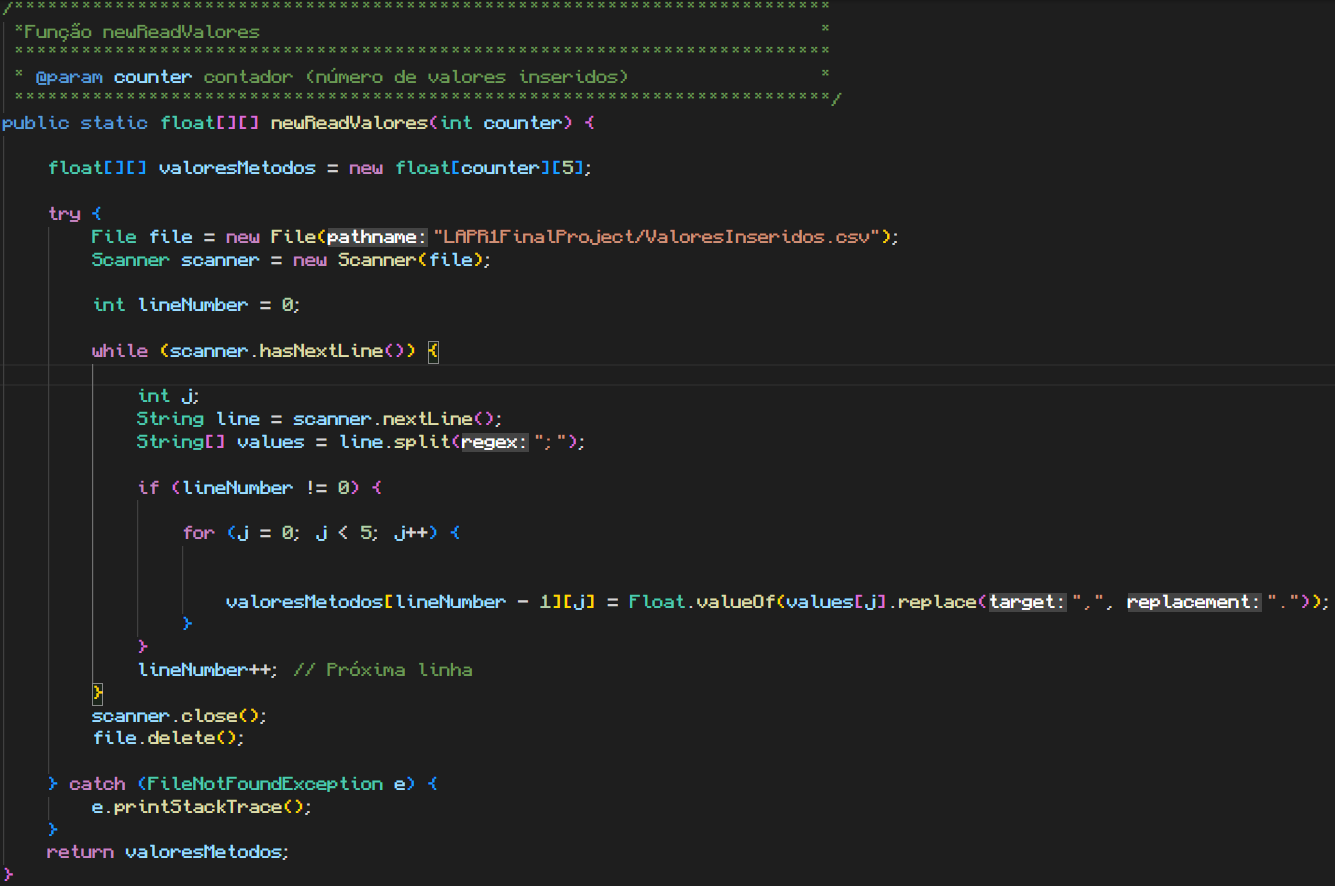 /*************************************************************************
 *Função newReadValores                                                  *
 *************************************************************************
 * @param counter contador (número de valores inseridos)                 *
 *************************************************************************/
public static float[][] newReadValores(int counter) {
    float[][] valoresMetodos = new float[counter][5];
    try {
        File file = new File(pathname: "LAPR1FinalProject/ValoresInseridos.csv");
        Scanner scanner = new Scanner(file);
        int lineNumber = 0;
        while (scanner.hasNextLine()) {
            int j;
            String line = scanner.nextLine();
            String[] values = line.split(regex: ";");
            if (lineNumber != 0) {
                for (j = 0; j < 5; j++) {
                    valoresMetodos[lineNumber - 1][j] = Float.valueOf(values[j].replace(target: ",", replacement: "."));
                }
            }
            lineNumber++; // Próxima linha
        }
        scanner.close();
        file.delete();
    } catch (FileNotFoundException e) {
        e.printStackTrace();
    }
    return valoresMetodos;
}